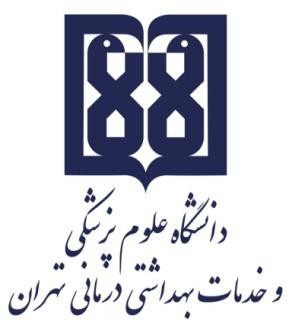 دانشگاه علوم پزشکی
و خدمات بهداشتی درمانی تهران